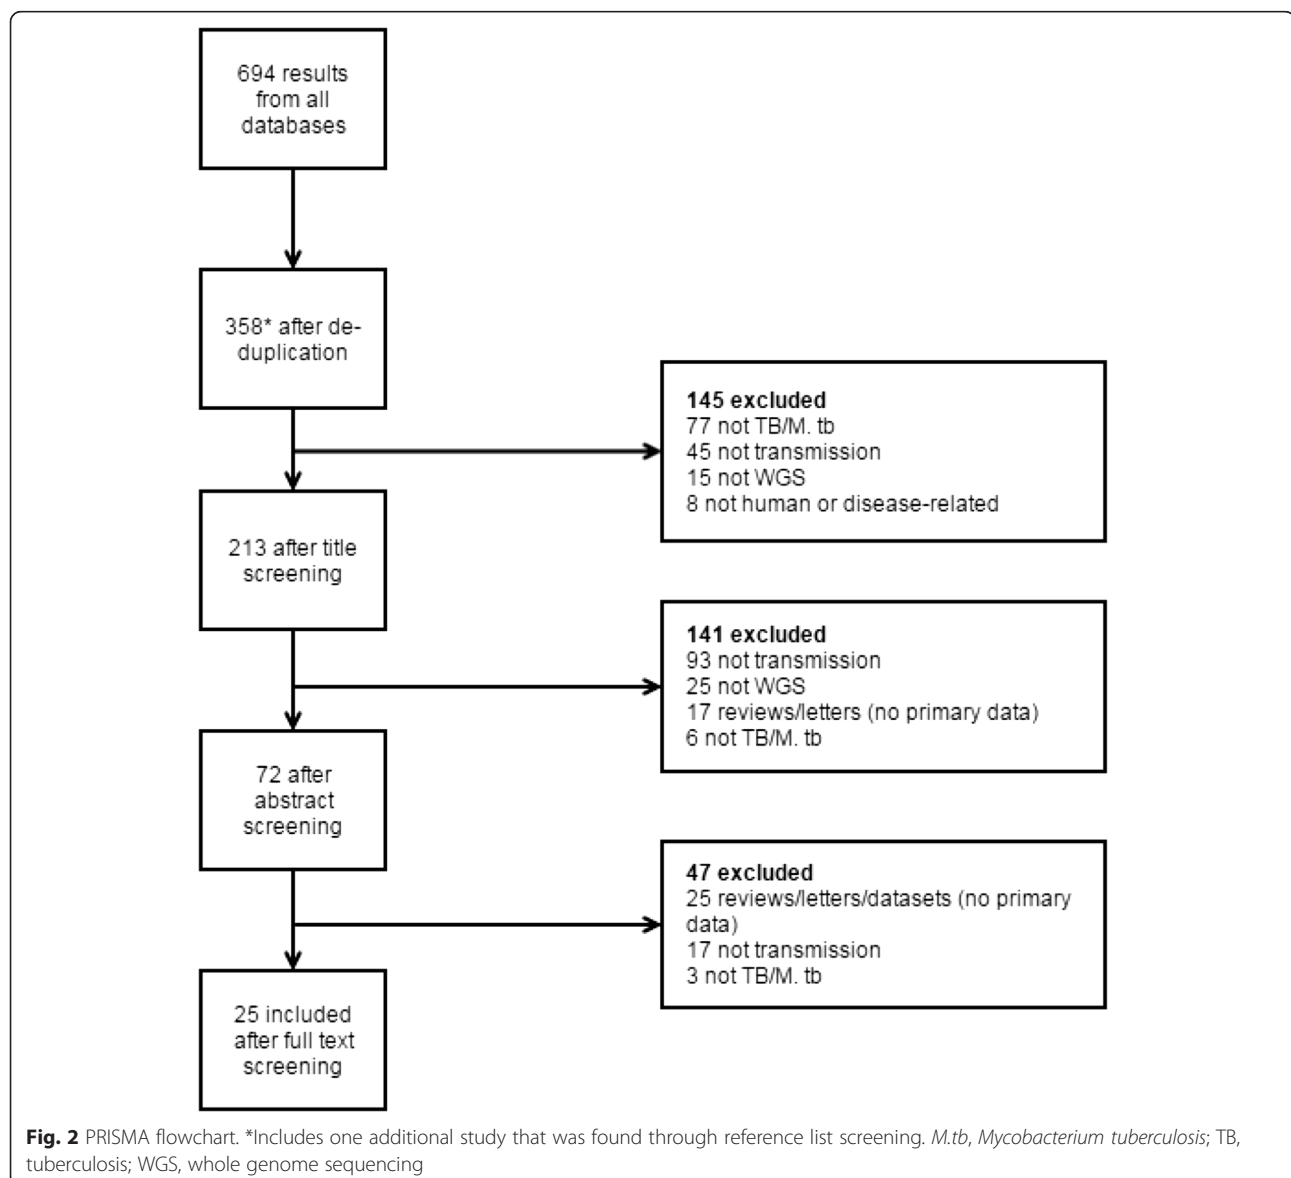 694 results
from all
databases
358* after de-
duplication
145 excluded
77 not TB/M. tb
45 not transmission
15 not WGS
8 not human or disease-related
213 after title
screening
141 excluded
93 not transmission
25 not WGS
17 reviews/letters (no primary data)
6 not TB/M. tb
72 after
abstract
screening
47 excluded
25 reviews/letters/datasets (no primary
data)
17 not transmission
3 not TB/M. tb
25 included
after full text
screening
Fig. 2 PRISMA flowchart. *Includes one additional study that was found through reference list screening. M.tb, Mycobacterium tuberculosis; TB,
tuberculosis; WGS, whole genome sequencing